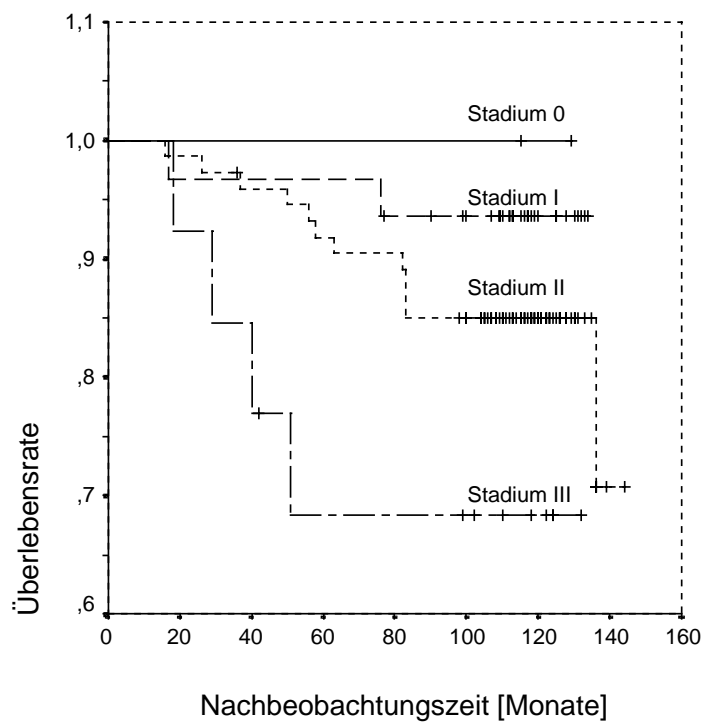 1,1
Stadium 0
1,0
Stadium I
,9
Stadium II
,8
,7
Stadium III
,6
Überlebensrate
0 20 40 60 80 100 120 140 160
Nachbeobachtungszeit [Monate]